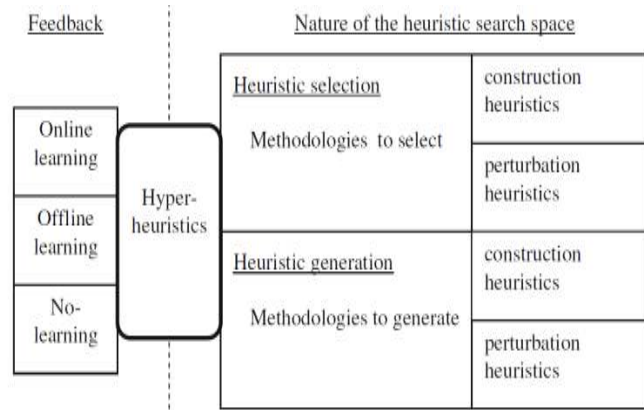 Feedback
Nature of the heuristic search space
Online
learning
Offline
learning
No-
learning
Hyper-
heuristics
Heuristic selection
Methodologies to select
construction
heuristics
perturbation
heuristics
Heuristic generation
Methodologies to generate
construction
heuristics
perturbation
heuristics